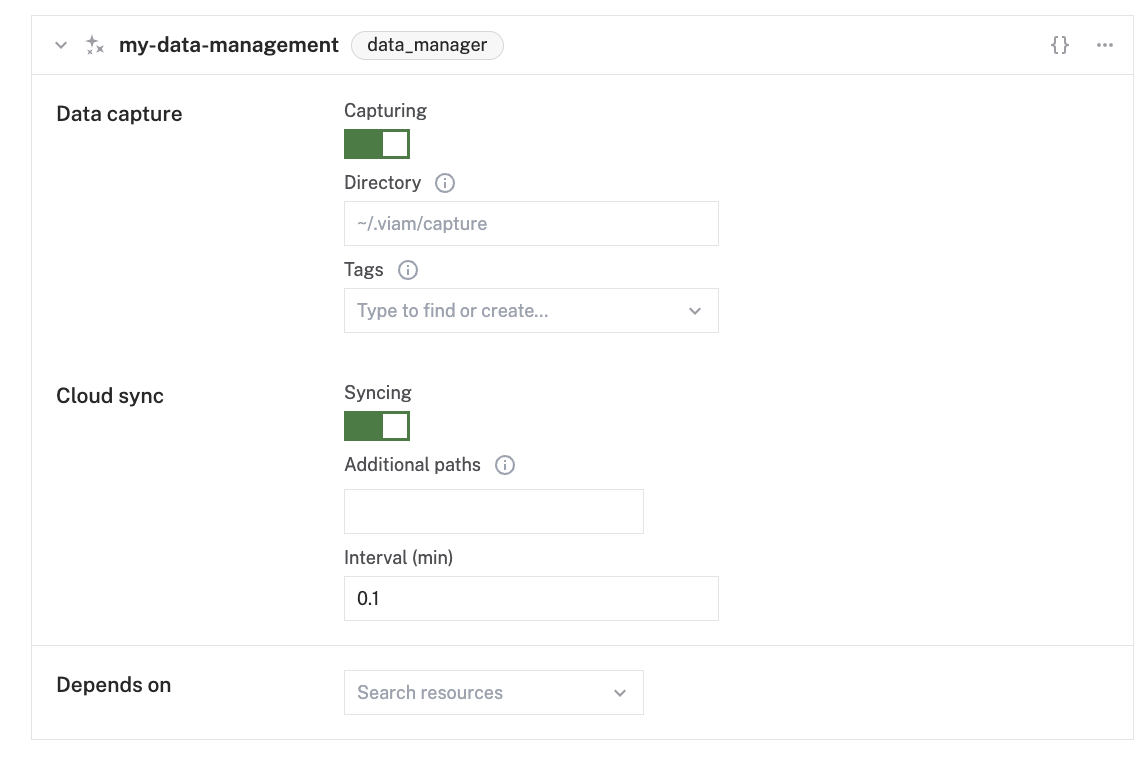 my-data-management data_manager {} ...
Data capture
Capturing
Directory
~/.viam/capture
Tags
Type to find or create...
Cloud sync
Syncing
Additional paths
Interval (min)
0.1
Depends on
Search resources